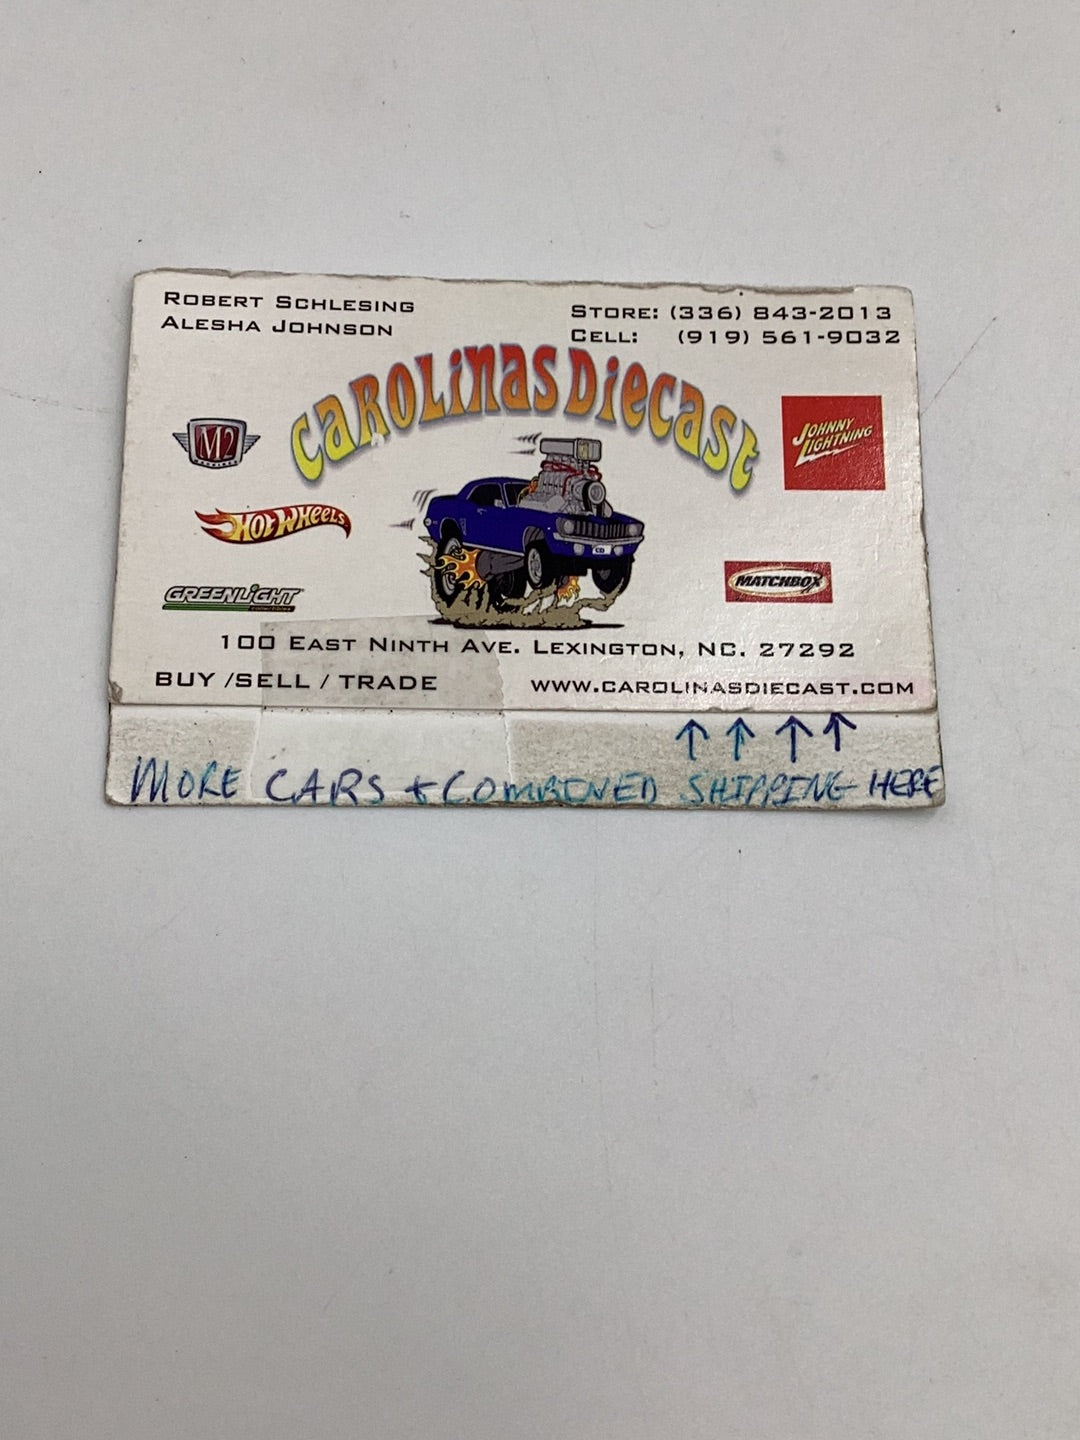 ROBERT SCHLESING
ALESHA JOHNSON
STORE: (336) 843-2013
CELL: (919) 561-9032
CAROLINAS DIECAST
M2
JOHNNY
LIGHTNING
HOT WHEELS
MATCHBOX
GREENLIGHT
CD
100 EAST NINTH AVE. LEXINGTON, NC. 27292
BUY /SELL / TRADE
WWW.CAROLINASDIECAST.COM
↑ ↑ ↑ ↑
MORE CARS + COMBINED SHIPPING HERE